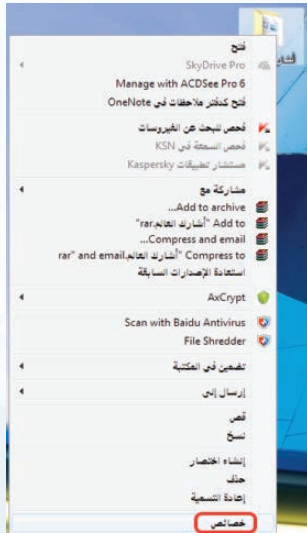 فتح
SkyDrive Pro
Manage with ACDSee Pro 6
فتح كدفتر ملاحظات في OneNote
فحص للبحث عن الفيروسات
فحص السمعة في KSN
مستشار تطبيقات Kaspersky
مشاركة مع
Add to archive...
Add to "أشارك العالم.rar"
Compress and email...
Compress to "أشارك العالم.rar" and email
استعادة الإصدارات السابقة
AxCrypt
Scan with Baidu Antivirus
File Shredder
تضمين في المكتبة
إرسال إلى
قص
نسخ
إنشاء اختصار
حذف
إعادة التسمية
خصائص